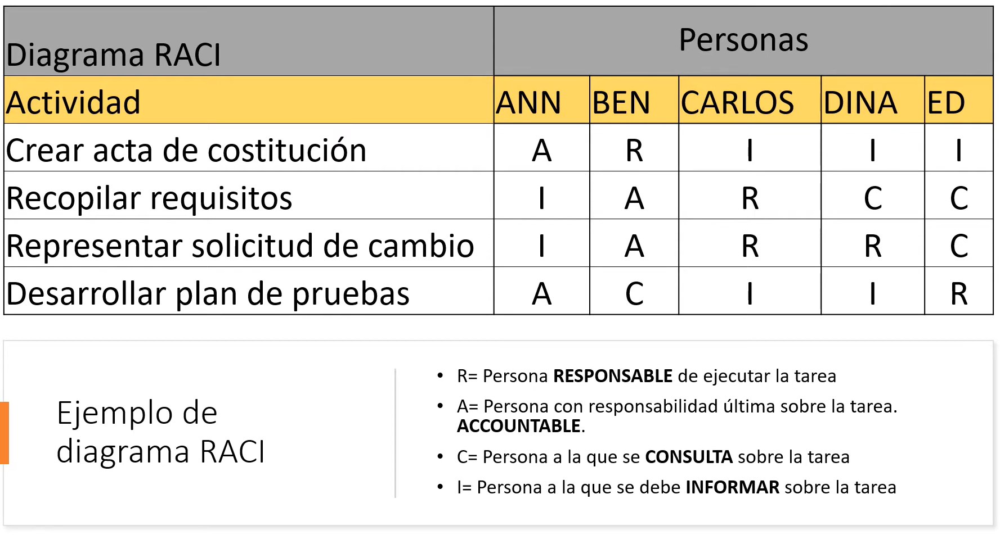 Diagrama RACI Personas
Actividad ANN BEN CARLOS DINA ED
Crear acta de costitución A R I I I
Recopilar requisitos I A R C C
Representar solicitud de cambio I A R R C
Desarrollar plan de pruebas A C I I R
Ejemplo de
diagrama RACI
• R= Persona RESPONSABLE de ejecutar la tarea
• A= Persona con responsabilidad última sobre la tarea.
ACCOUNTABLE.
• C= Persona a la que se CONSULTA sobre la tarea
• I= Persona a la que se debe INFORMAR sobre la tarea